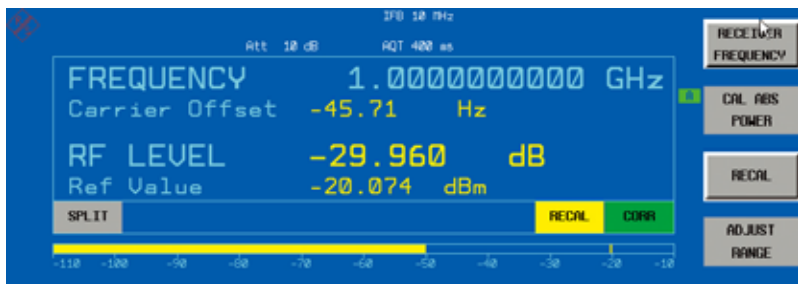 IFB 10 MHz
Att 10 dB AQT 400 ms
FREQUENCY 1.0000000000 GHz
Carrier Offset -45.71 Hz
RF LEVEL -29.960 dB
Ref Value -20.074 dBm
SPLIT RECAL CORR
-110 -100 -90 -80 -70 -60 -50 -40 -30 -20 -10
A
RECEIVER
FREQUENCY
CAL ABS
POWER
RECAL
ADJUST
RANGE